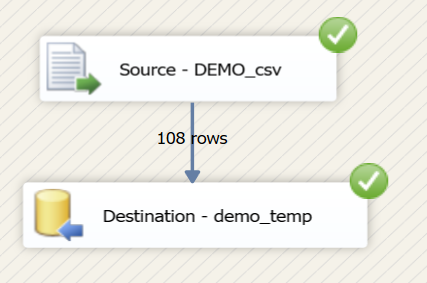 Source - DEMO_csv
108 rows
Destination - demo_temp